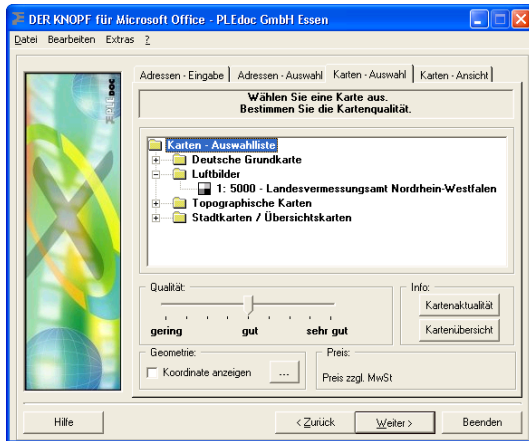 DER KNOPF für Microsoft Office - PLEdoc GmbH Essen
Datei Bearbeiten Extras ?
PLEDOC
Adressen - Eingabe Adressen - Auswahl Karten - Auswahl Karten - Ansicht
Wählen Sie eine Karte aus.
Bestimmen Sie die Kartenqualität.
Karten - Auswahlliste
Deutsche Grundkarte
Luftbilder
1: 5000 - Landesvermessungsamt Nordrhein-Westfalen
Topographische Karten
Stadtkarten / Übersichtskarten
Qualität:
gering gut sehr gut
Info:
Kartenaktualität
Kartenübersicht
Geometrie:
Koordinate anzeigen ...
Preis:
Preis zzgl. MwSt
Hilfe < Zurück Weiter > Beenden